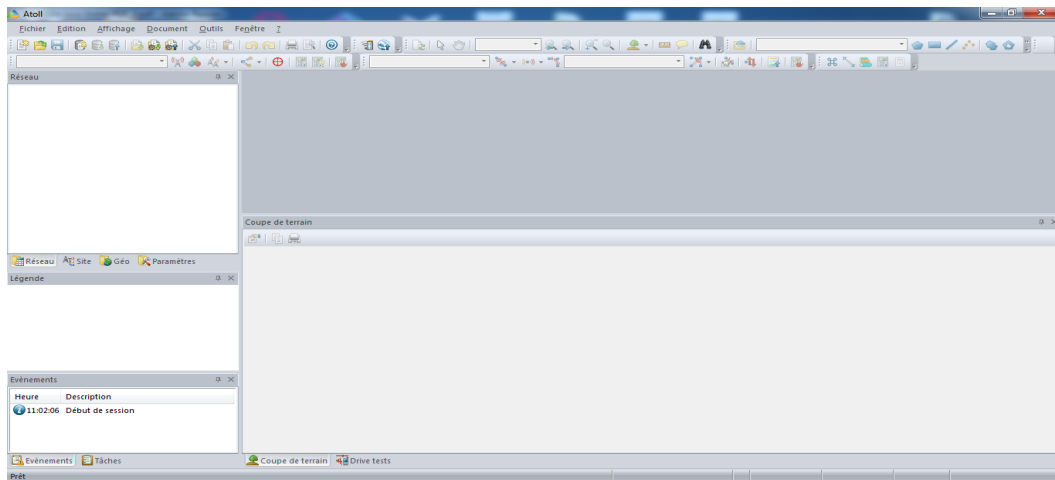 Atoll
Fichier Edition Affichage Document Outils Fenêtre ?
Réseau
Coupe de terrain
Réseau Site Géo Paramètres
Légende
Evènements
Heure Description
11:02:06 Début de session
Evènements Tâches
Coupe de terrain Drive tests
Prêt